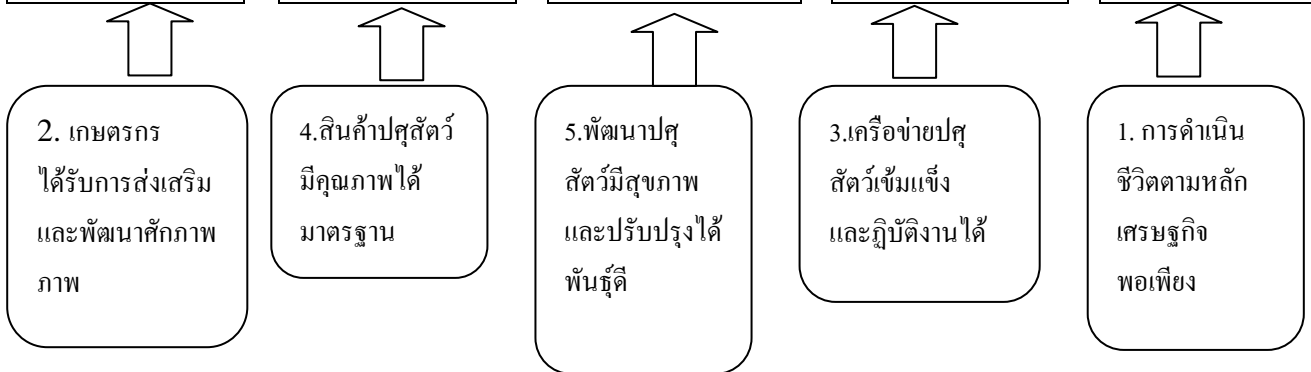 2. เกษตรกร
ได้รับการส่งเสริม
และพัฒนาศักภาพ
ภาพ
4.สินค้าปศุสัตว์
มีคุณภาพได้
มาตรฐาน
5.พัฒนาปศุ
สัตว์มีสุขภาพ
และปรับปรุงได้
พันธุ์ดี
3.เครือข่ายปศุ
สัตว์เข้มแข็ง
และฏิบัติงานได้
1. การดำเนิน
ชีวิตตามหลัก
เศรษฐกิจ
พอเพียง